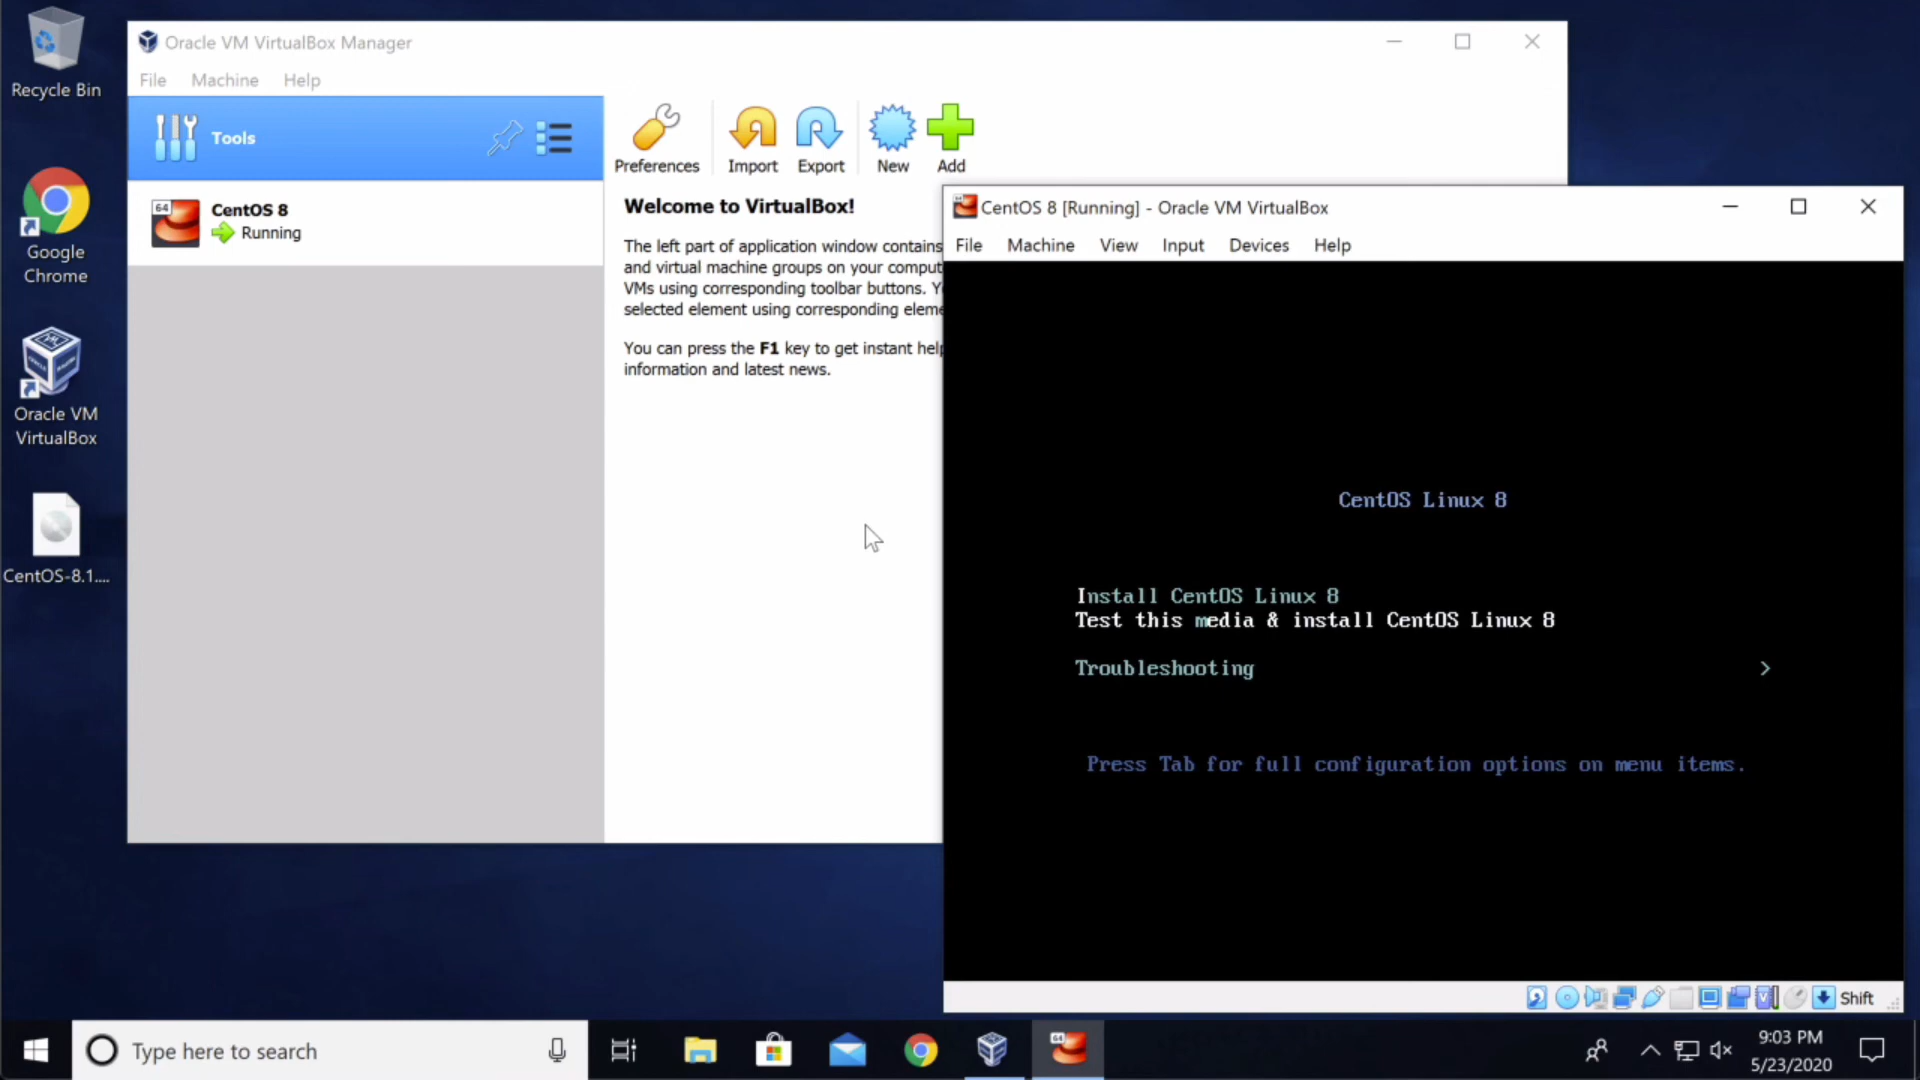 Recycle Bin
Google
Chrome
Oracle VM
VirtualBox
CentOS-8.1....
Oracle VM VirtualBox Manager
File Machine Help
Tools
64
CentOS 8
Running
Preferences Import Export New Add
Welcome to VirtualBox!
The left part of application window contains
and virtual machine groups on your comput
VMs using corresponding toolbar buttons. Y
selected element using corresponding eleme
You can press the F1 key to get instant help
information and latest news.
CentOS 8 [Running] - Oracle VM VirtualBox
File Machine View Input Devices Help
CentOS Linux 8
Install CentOS Linux 8
Test this media & install CentOS Linux 8
Troubleshooting >
Press Tab for full configuration options on menu items.
Shift
Type here to search
64
9:03 PM
5/23/2020